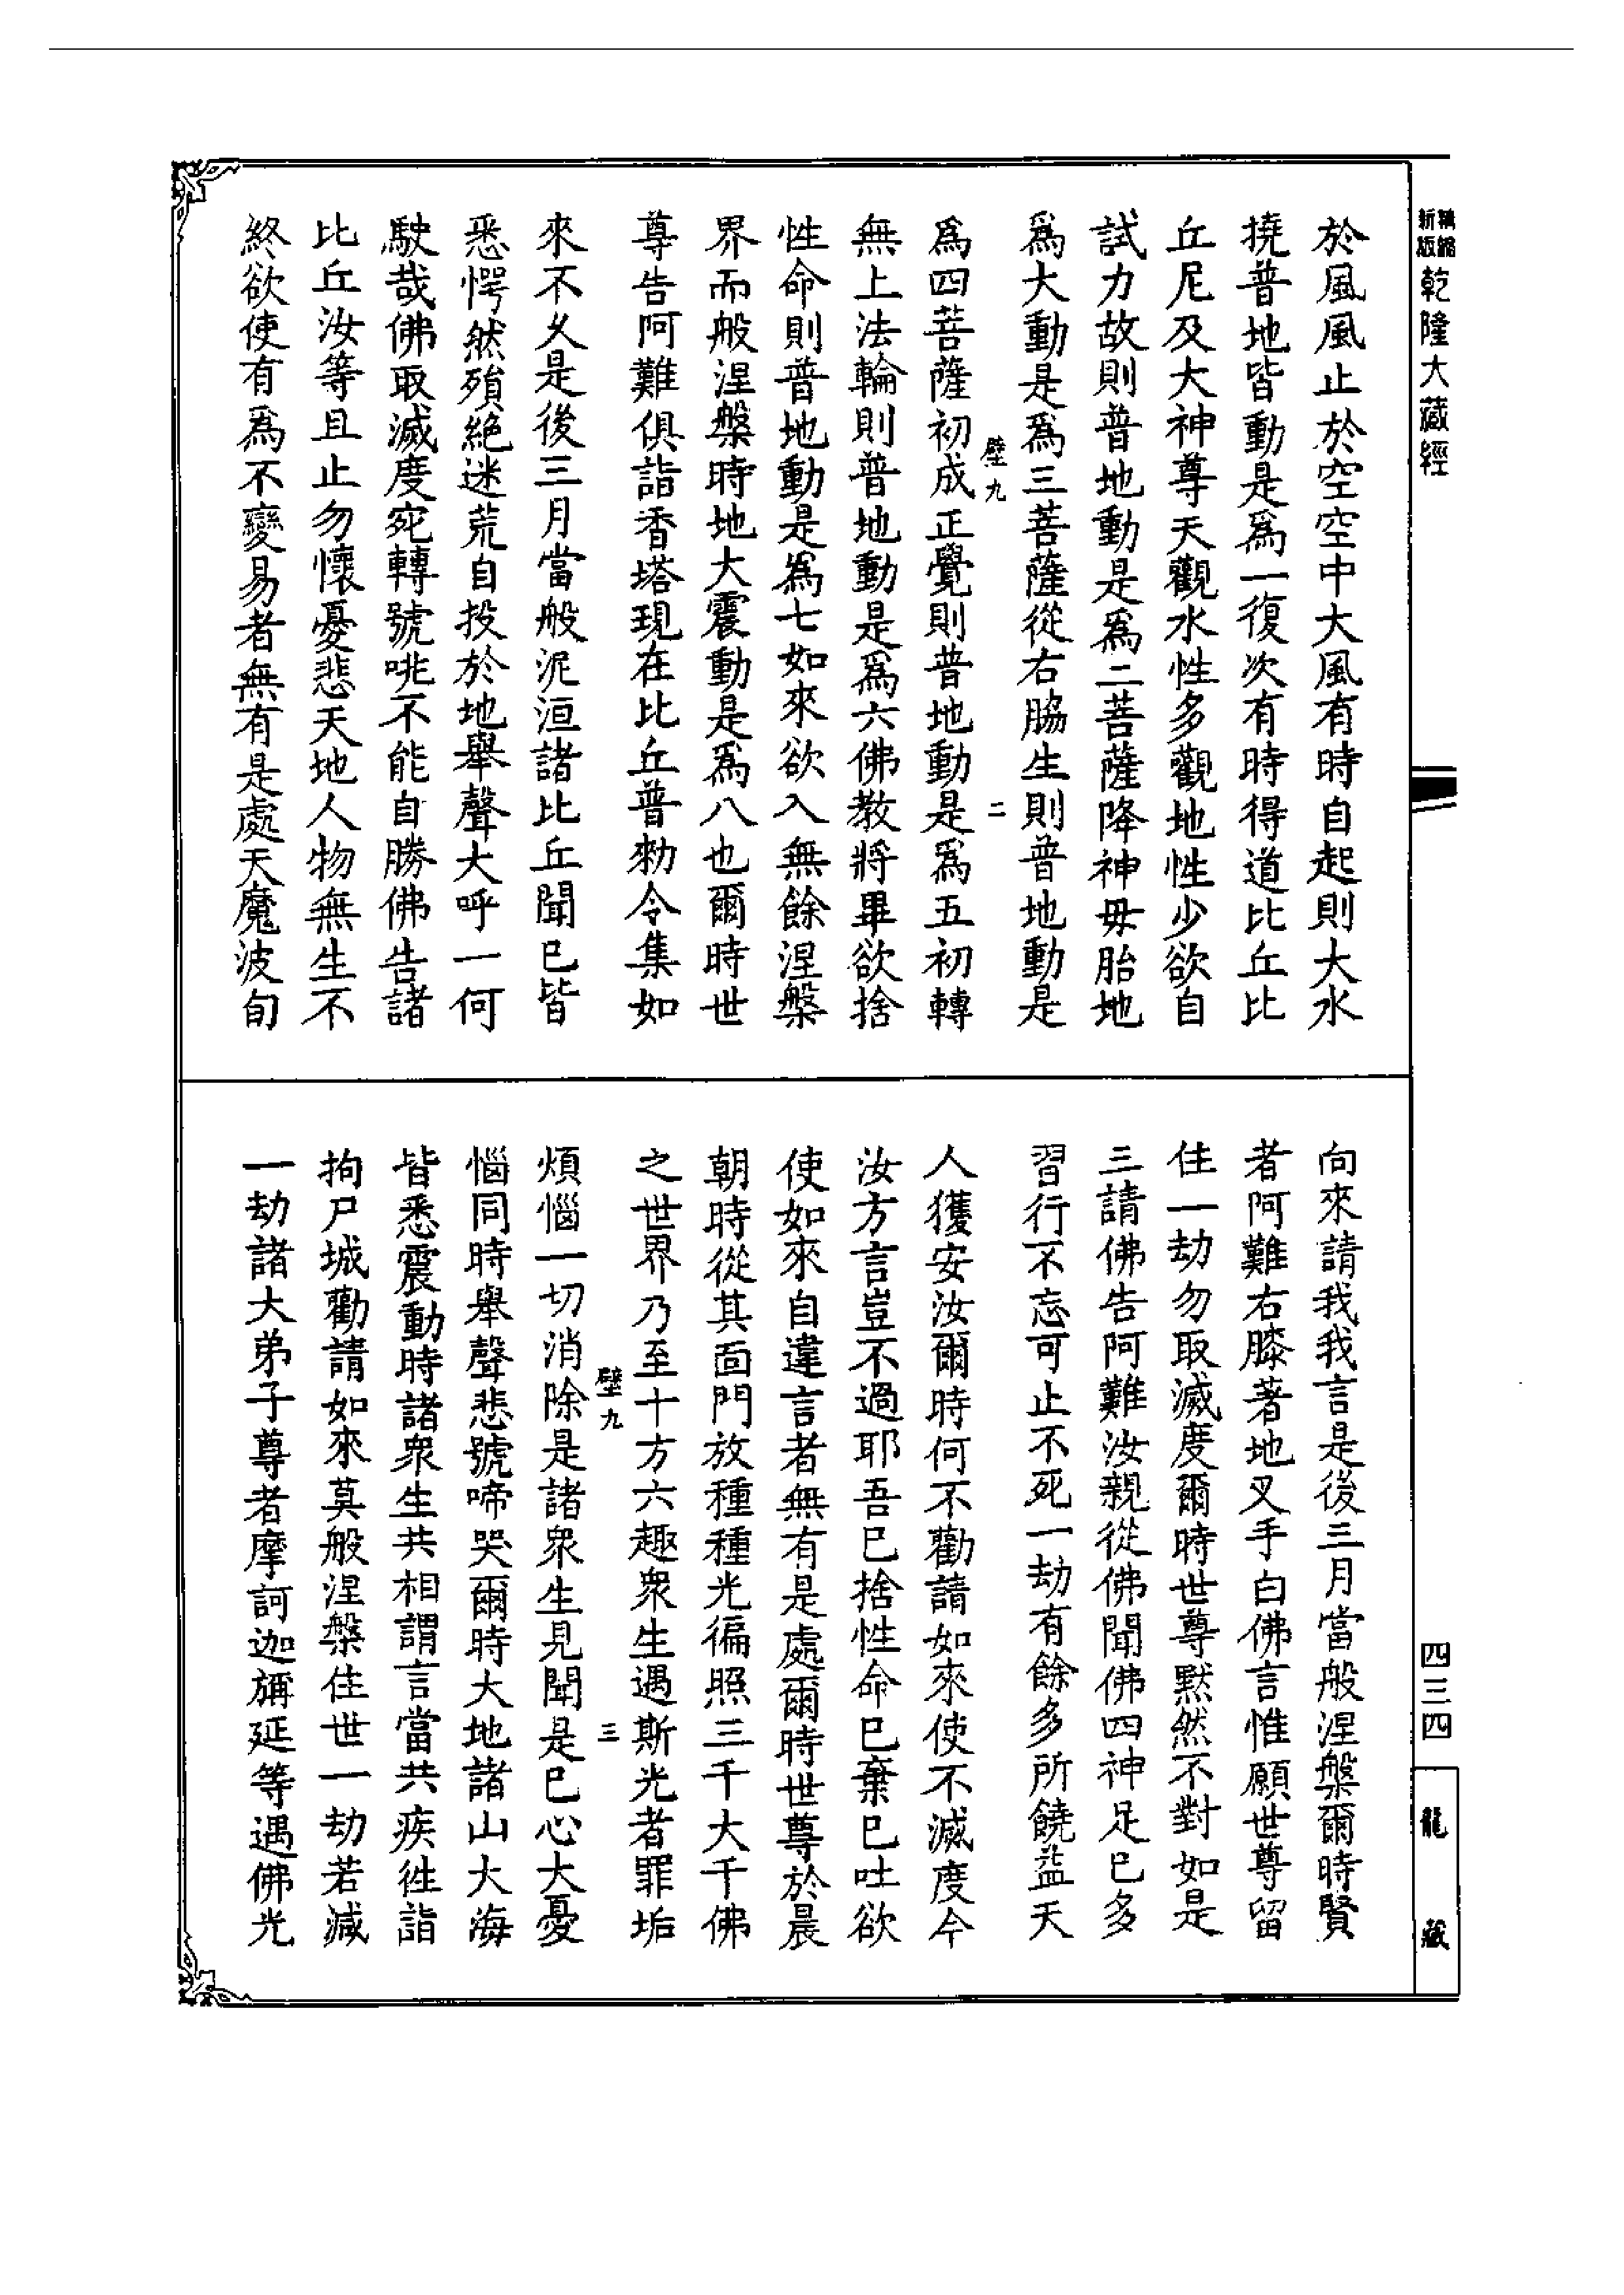 新版精縮
乾隆大藏經
於風風止於空空中大風有時自起則大水
撓普地皆動是爲一復次有時得道比丘比
丘尼及大神尊天觀水性多觀地性少欲自
試力故則普地動是爲二菩薩降神毋胎地
爲大動是爲三菩薩從右脇生則普地動是
壁九
二
爲四菩薩初成正覺則普地動是爲五初轉
無上法輪則普地動是爲六佛教將畢欲捨
性命則普地動是爲七如來欲入無餘涅槃
界而般涅槃時地大震動是爲八也爾時世
尊告阿難俱詣香塔現在比丘普勑令集如
來不乆是後三月當般泥洹諸比丘聞已皆
悉愕然殞絕迷荒自投於地舉聲大呼一何
駛哉佛取滅度宛轉號咷不能自勝佛告諸
比丘汝等且止勿懷憂悲天地人物無生不
終欲使有爲不變易者無有是處天魔波旬
向來請我我言是後三月當般涅槃爾時賢
者阿難右膝著地叉手白佛言惟願世尊留
住一劫勿取滅度爾時世尊默然不對如是
三請佛告阿難汝親從佛聞佛四神足已多
習行不忘可止不死一劫有餘多所饒益天
人獲安汝爾時何不勸請如來使不滅度今
汝方言豈不過耶吾已捨性命已棄已吐欲
使如來自違言者無有是處爾時世尊於晨
朝時從其面門放種種光徧照三千大千佛
之世界乃至十方六趣衆生遇斯光者罪垢
壁九
三
煩惱一切消除是諸衆生見聞是已心大憂
惱同時舉聲悲號啼哭爾時大地諸山大海
皆悉震動時諸衆生共相謂言當共疾徃詣
拘尸城勸請如來莫般涅槃住世一劫若減
一劫諸大弟子尊者摩訶迦旃延等遇佛光
四三四
龍藏